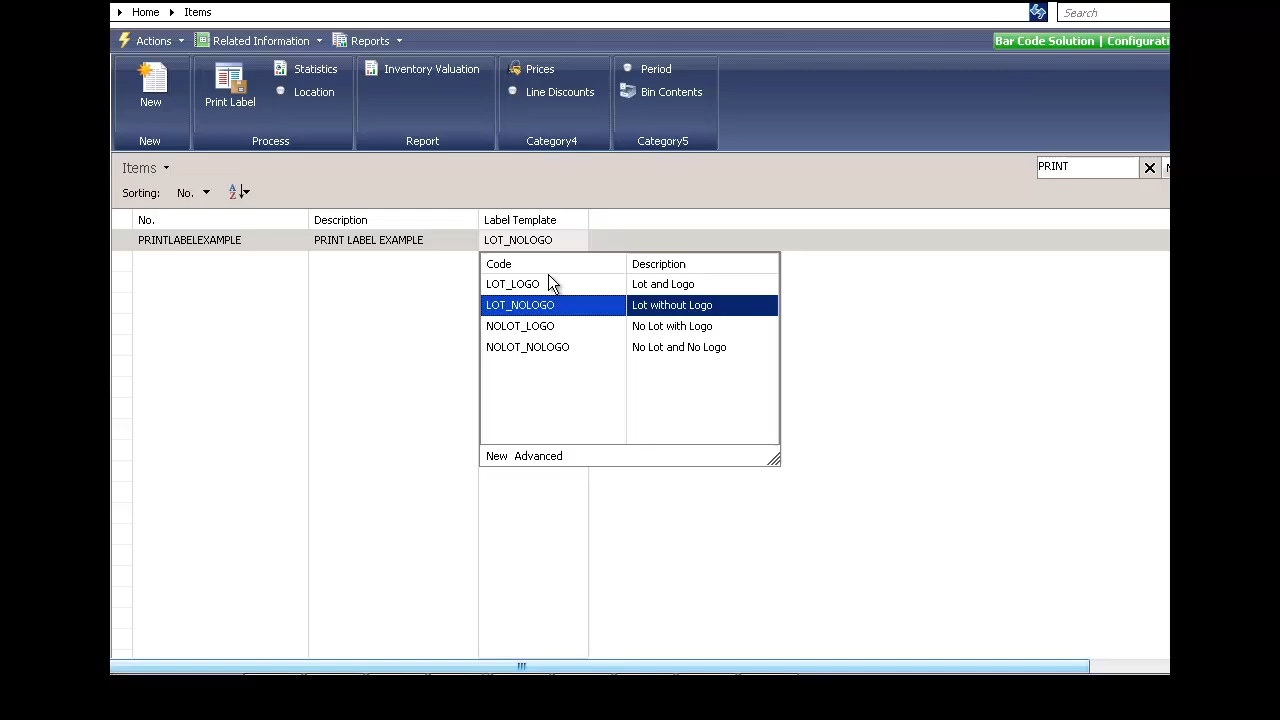 Home Items Search
Actions Related Information Reports Bar Code Solution | Configurati
New Print Label Statistics Location Inventory Valuation Prices Line Discounts Period Bin Contents
New Process Report Category4 Category5
Items PRINT
Sorting: No.
No. Description Label Template
PRINTLABELEXAMPLE PRINT LABEL EXAMPLE LOT_NOLOGO
Code Description
LOT_LOGO Lot and Logo
LOT_NOLOGO Lot without Logo
NOLOT_LOGO No Lot with Logo
NOLOT_NOLOGO No Lot and No Logo
New Advanced